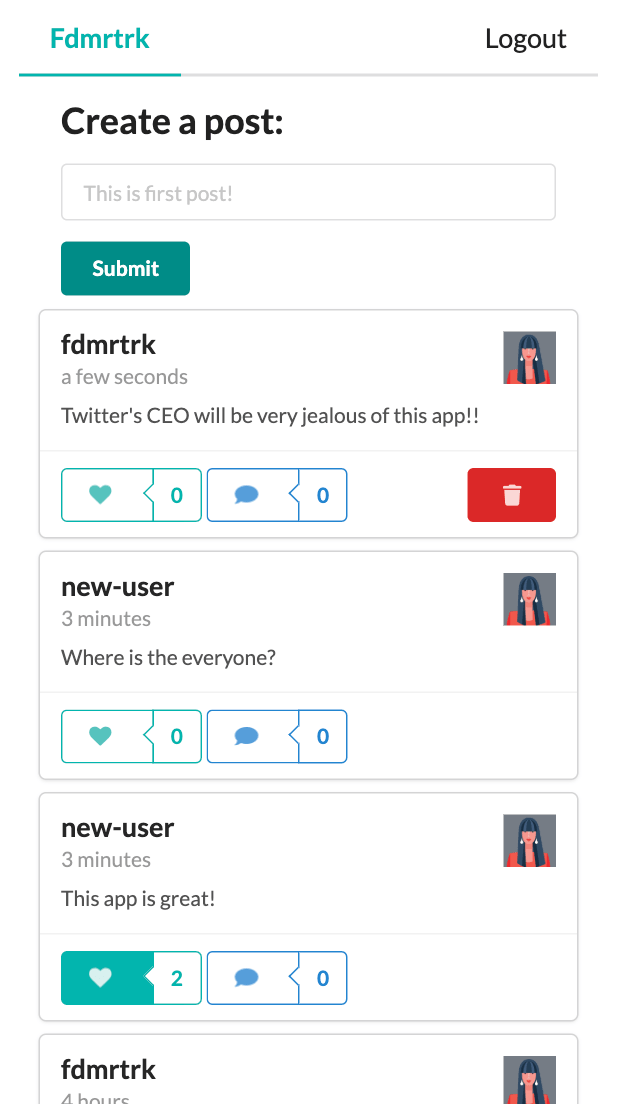 Fdmrtrk Logout
Create a post:
This is first post!
Submit
fdmrtrk
a few seconds
Twitter's CEO will be very jealous of this app!!
0 0
new-user
3 minutes
Where is the everyone?
0 0
new-user
3 minutes
This app is great!
2 0
fdmrtrk
4 hours